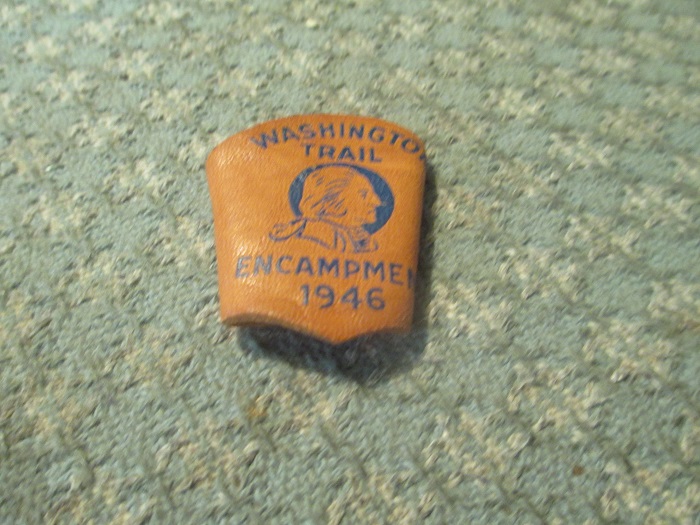 WASHINGTO
TRAIL
ENCAMPMEN
1946